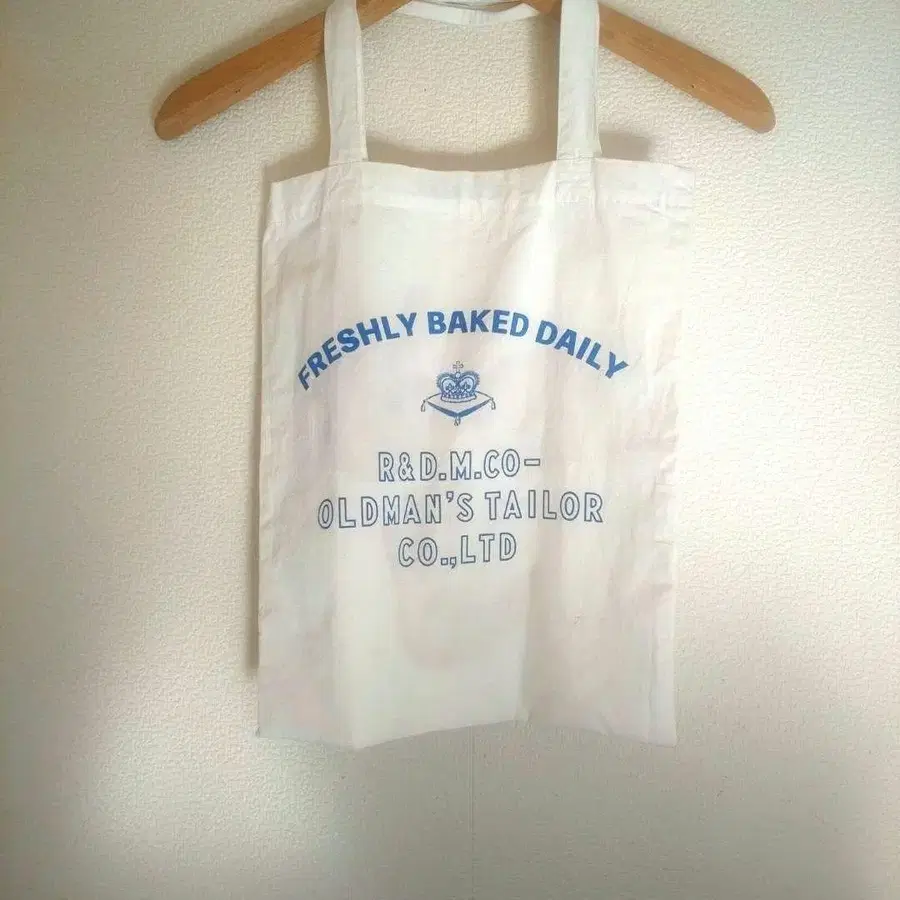 FRESHLY BAKED DAILY
R&D.M.CO-
OLDMAN'S TAILOR
CO.,LTD